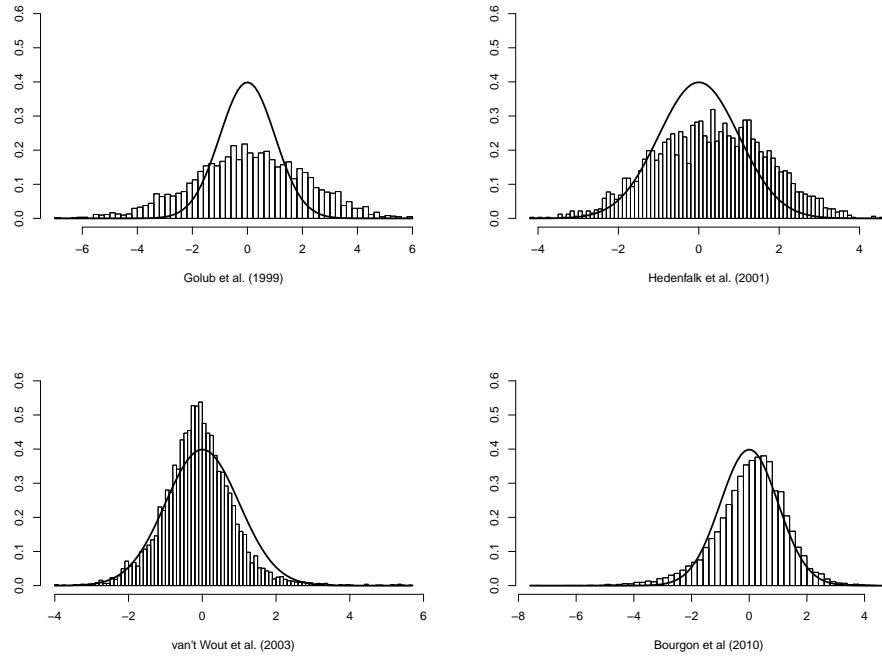 0.0 0.1 0.2 0.3 0.4 0.5 0.6
−6 −4 −2 0 2 4 6
Golub et al. (1999)
0.0 0.1 0.2 0.3 0.4 0.5 0.6
−4 −2 0 2 4
Hedenfalk et al. (2001)
0.0 0.1 0.2 0.3 0.4 0.5 0.6
−4 −2 0 2 4 6
van't Wout et al. (2003)
0.0 0.1 0.2 0.3 0.4 0.5 0.6
−8 −6 −4 −2 0 2 4
Bourgon et al (2010)